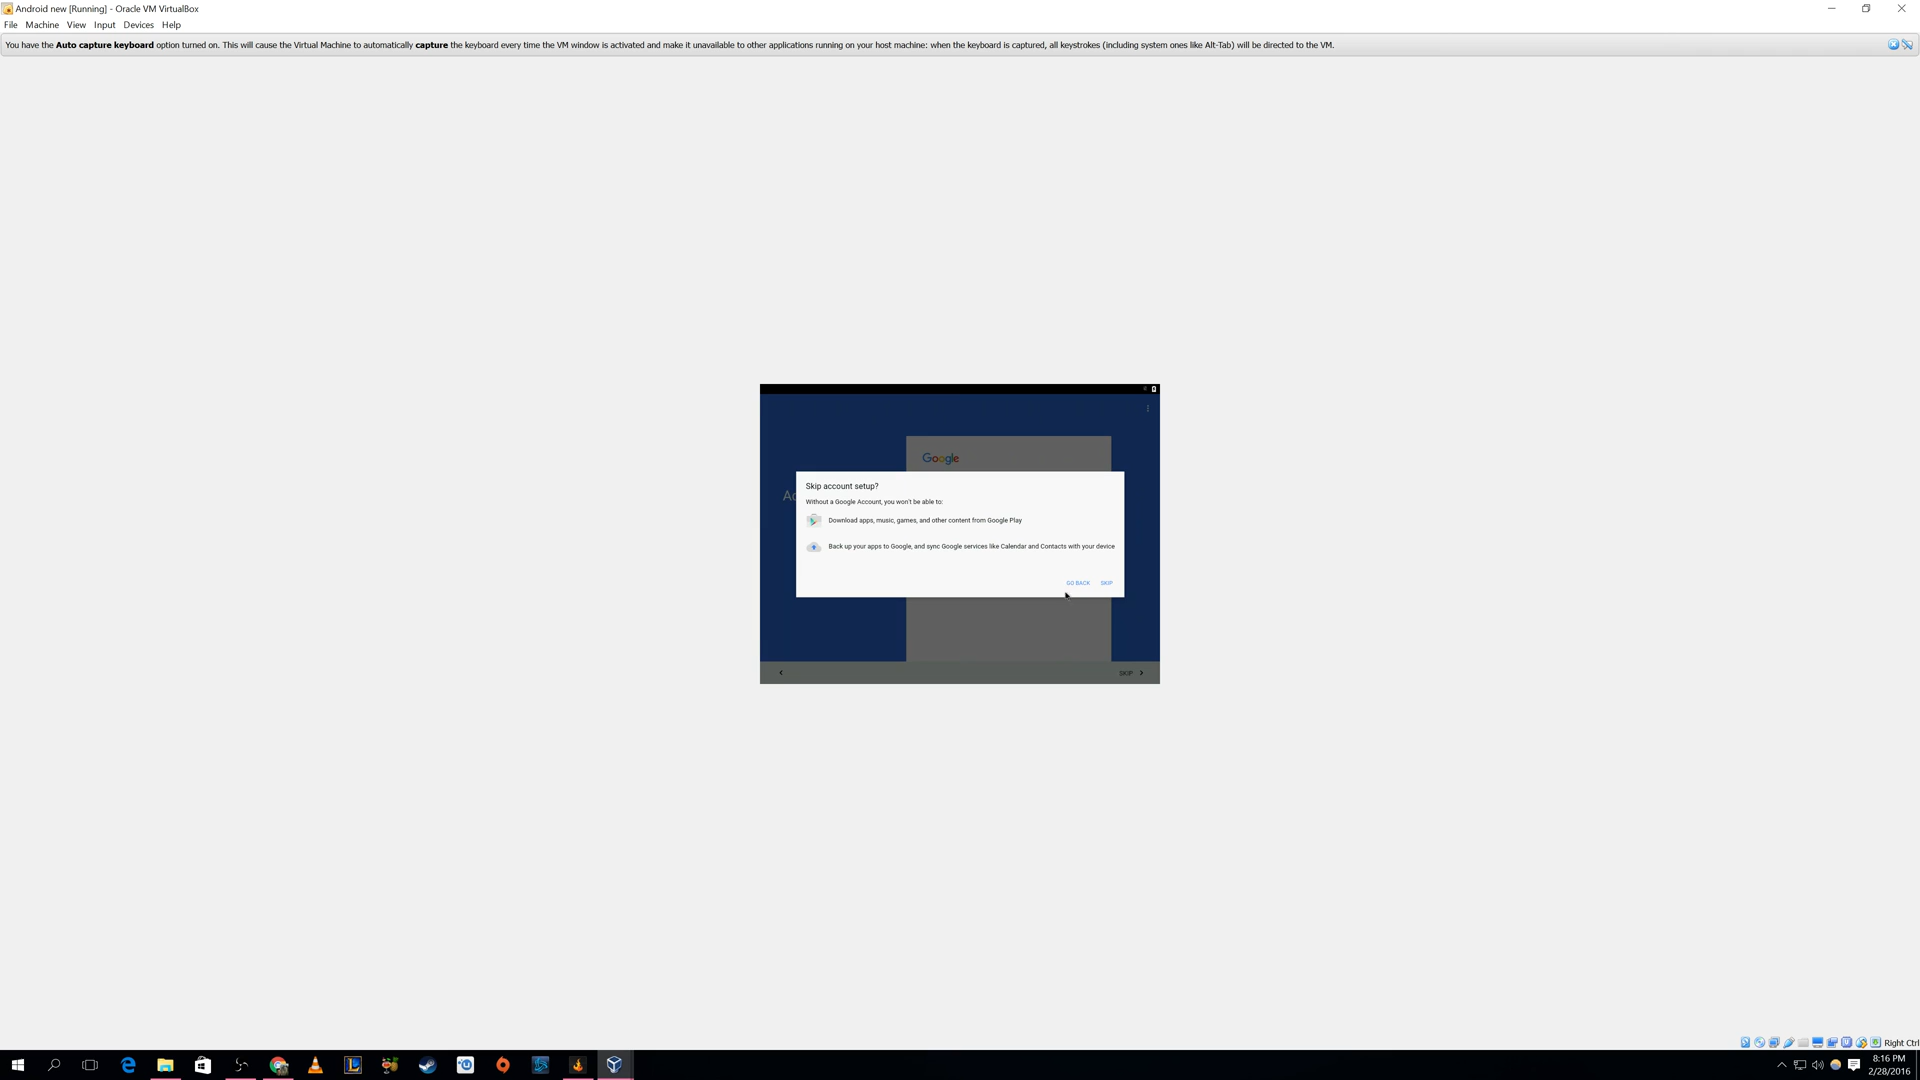 Android new [Running] - Oracle VM VirtualBox
File Machine View Input Devices Help
You have the Auto capture keyboard option turned on. This will cause the Virtual Machine to automatically capture the keyboard every time the VM window is activated and make it unavailable to other applications running on your host machine: when the keyboard is captured, all keystrokes (including system ones like Alt-Tab) will be directed to the VM.
Google
Skip account setup?
Ac
Without a Google Account, you won't be able to:
Download apps, music, games, and other content from Google Play
Back up your apps to Google, and sync Google services like Calendar and Contacts with your device
GO BACK SKIP
SKIP
Right Ctrl
8:16 PM
2/28/2016